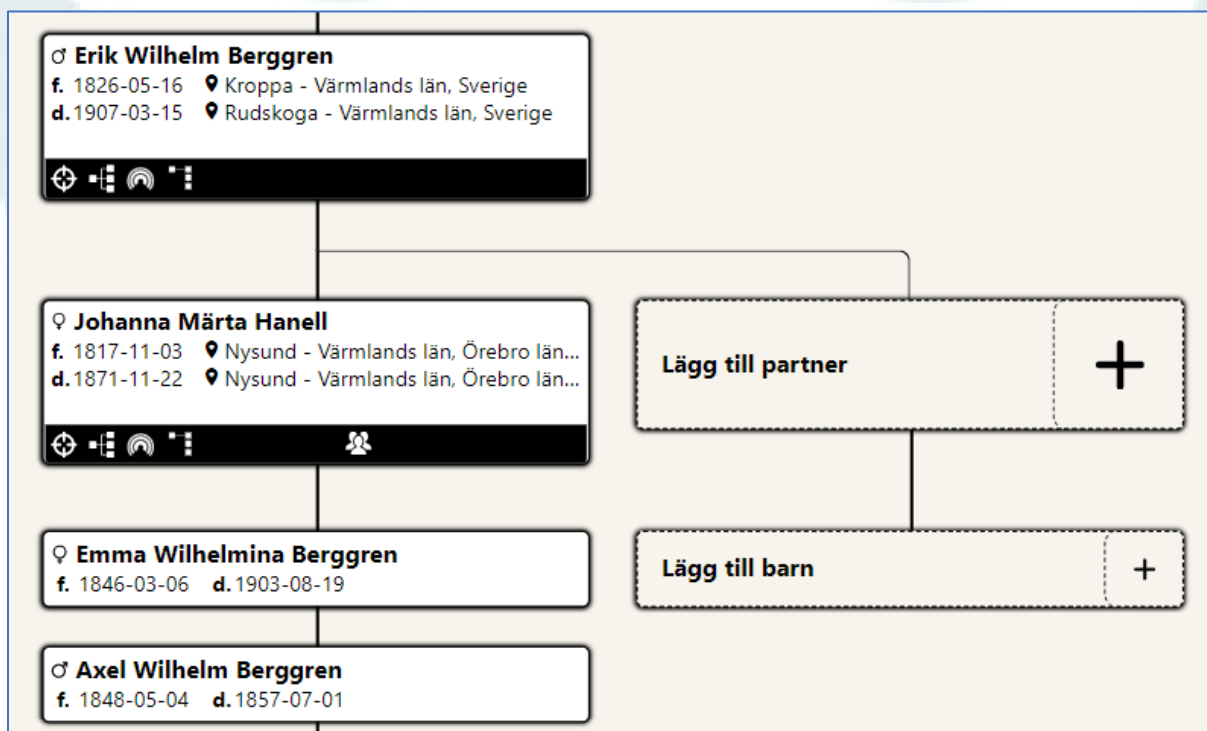 ♂ Erik Wilhelm Berggren
f. 1826-05-16 Kroppa - Värmlands län, Sverige
d. 1907-03-15 Rudskoga - Värmlands län, Sverige
♀ Johanna Märta Hanell
f. 1817-11-03 Nysund - Värmlands län, Örebro län...
d. 1871-11-22 Nysund - Värmlands län, Örebro län...
Lägg till partner +
♀ Emma Wilhelmina Berggren
f. 1846-03-06 d. 1903-08-19
Lägg till barn +
♂ Axel Wilhelm Berggren
f. 1848-05-04 d. 1857-07-01